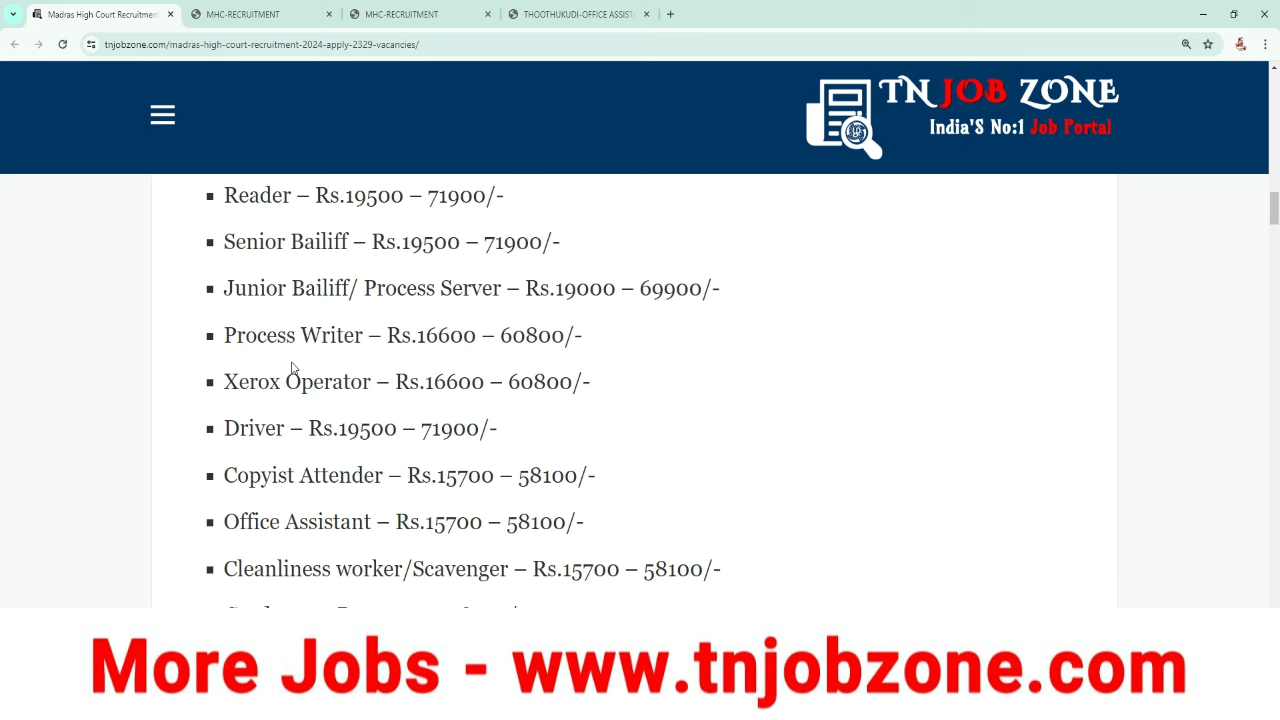 Madras High Court Recruitment
MHC-RECRUITMENT
MHC-RECRUITMENT
THOOTHUKUDI-OFFICE ASSIST
tnjobzone.com/madras-high-court-recruitment-2024-apply-2329-vacancies/
TN JOB ZONE
India'S No:1 Job Portal
Reader – Rs.19500 – 71900/-
Senior Bailiff – Rs.19500 – 71900/-
Junior Bailiff/ Process Server – Rs.19000 – 69900/-
Process Writer – Rs.16600 – 60800/-
Xerox Operator – Rs.16600 – 60800/-
Driver – Rs.19500 – 71900/-
Copyist Attender – Rs.15700 – 58100/-
Office Assistant – Rs.15700 – 58100/-
Cleanliness worker/Scavenger – Rs.15700 – 58100/-
More Jobs - www.tnjobzone.com